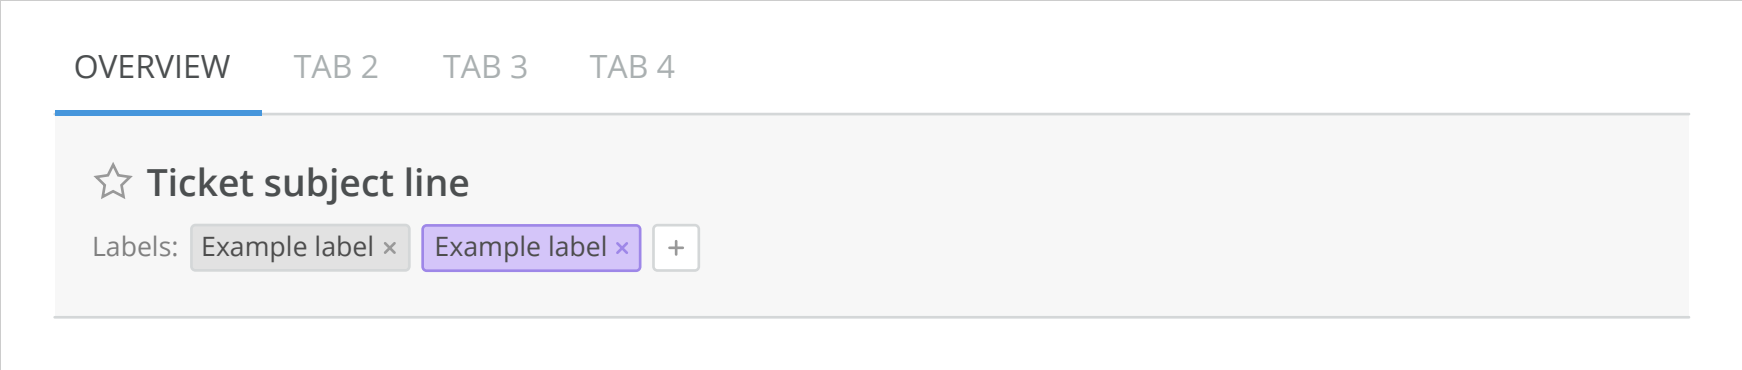 OVERVIEW TAB 2 TAB 3 TAB 4
Ticket subject line
Labels: Example label × Example label × +